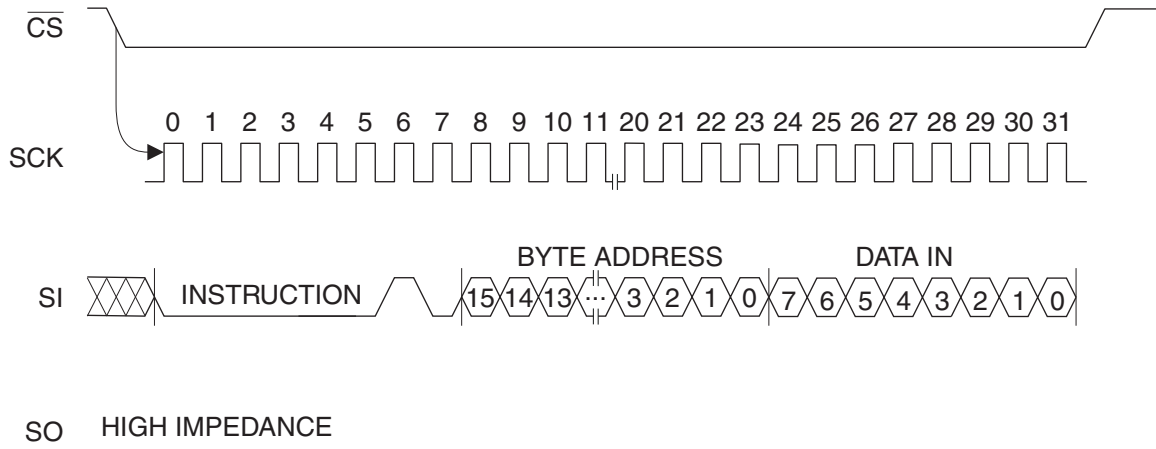 CS
0 1 2 3 4 5 6 7 8 9 10 11 20 21 22 23 24 25 26 27 28 29 30 31
SCK
BYTE ADDRESS DATA IN
SI INSTRUCTION 15 14 13 ... 3 2 1 0 7 6 5 4 3 2 1 0
SO HIGH IMPEDANCE